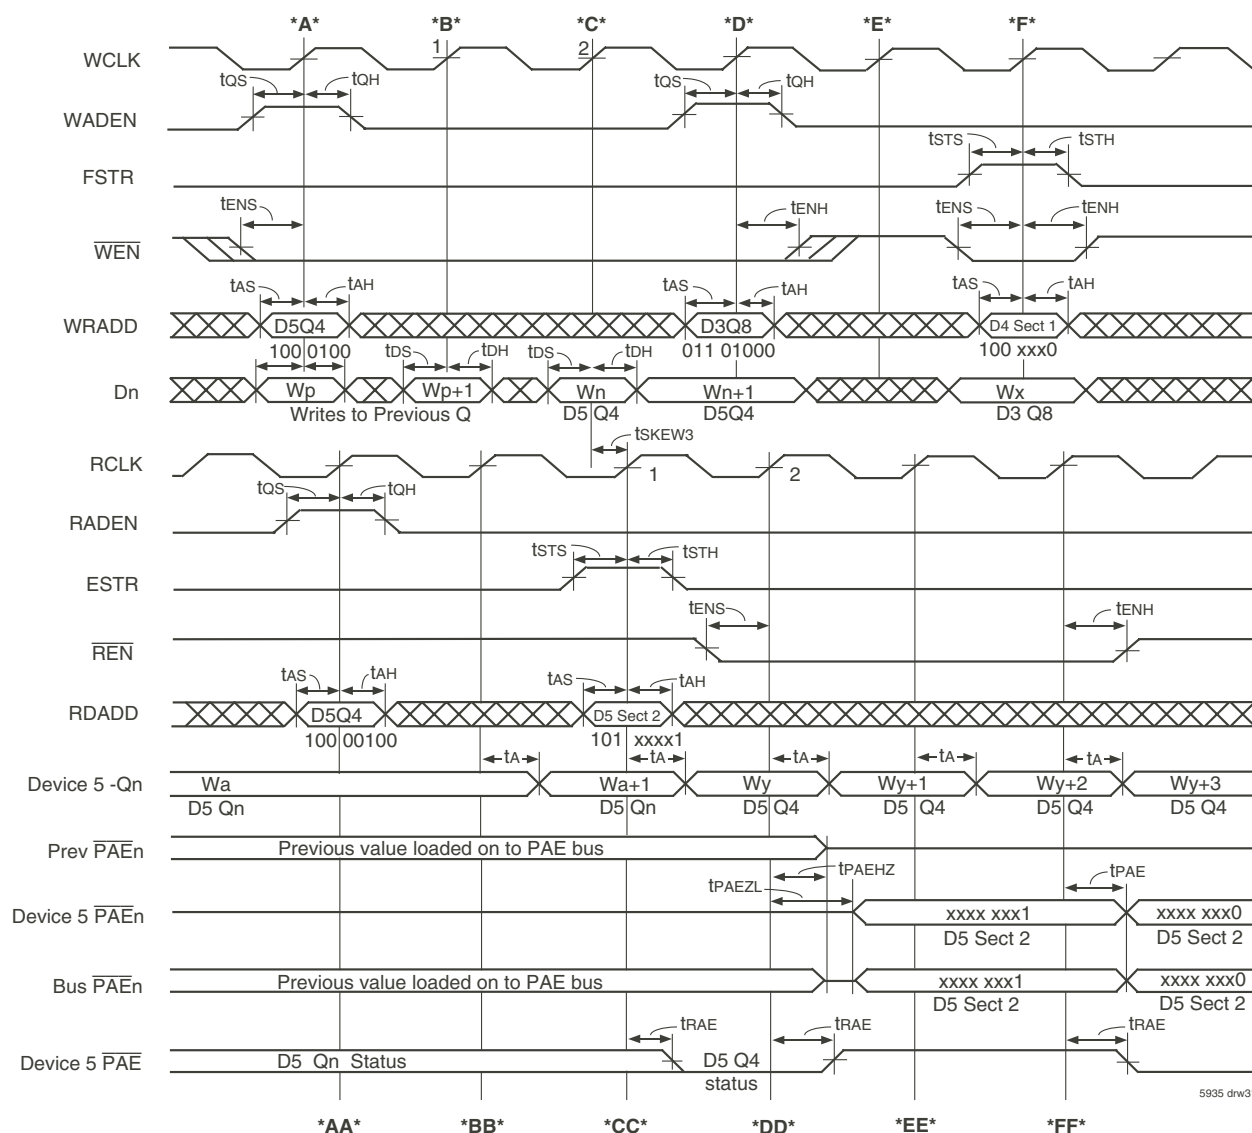 *A* *B* *C* *D* *E* *F*
WCLK 1 2
tQS tQH tQS tQH
WADEN
tSTS tSTH
FSTR
tENS tENH tENS tENH
WEN
tAS tAH tAS tAH tAS tAH
WRADD D5Q4 D3Q8 D4 Sect 1
100 0100 011 01000 100 xxx0
tDS tDH tDS tDH
Dn Wp Wp+1 Wn Wn+1 Wx
Writes to Previous Q D5 Q4 D5Q4 D3 Q8
tSKEW3
RCLK 1 2
tQS tQH
RADEN
tSTS tSTH
ESTR
tENS tENH
REN
tAS tAH tAS tAH
RDADD D5Q4 D5 Sect 2
100 00100 101 xxxx1
tA tA tA tA tA
Device 5 -Qn Wa Wa+1 Wy Wy+1 Wy+2 Wy+3
D5 Qn D5 Qn D5 Q4 D5 Q4 D5 Q4 D5 Q4
Prev PAEn Previous value loaded on to PAE bus
tPAEHZ tPAE
tPAEZL
Device 5 PAEn xxxx xxx1 xxxx xxx0
D5 Sect 2 D5 Sect 2
Bus PAEn Previous value loaded on to PAE bus xxxx xxx1 xxxx xxx0
D5 Sect 2 D5 Sect 2
tRAE tRAE tRAE
Device 5 PAE D5 Qn Status D5 Q4
status
5935 drw3
*AA* *BB* *CC* *DD* *EE* *FF*